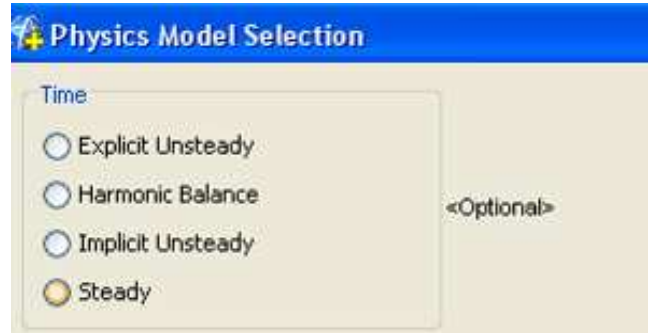 Physics Model Selection
Time
Explicit Unsteady
Harmonic Balance
<Optional>
Implicit Unsteady
Steady